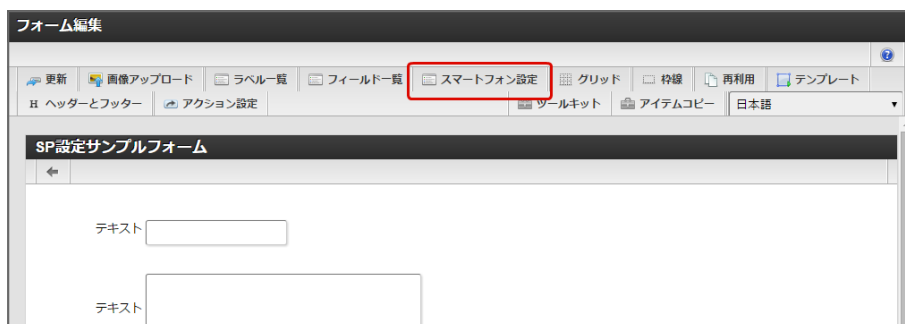 フォーム編集
更新 画像アップロード ラベル一覧 フィールド一覧 スマートフォン設定 グリッド 枠線 再利用 テンプレート
H ヘッダーとフッター アクション設定 ツールキット アイテムコピー 日本語
SP設定サンプルフォーム
テキスト
テキスト